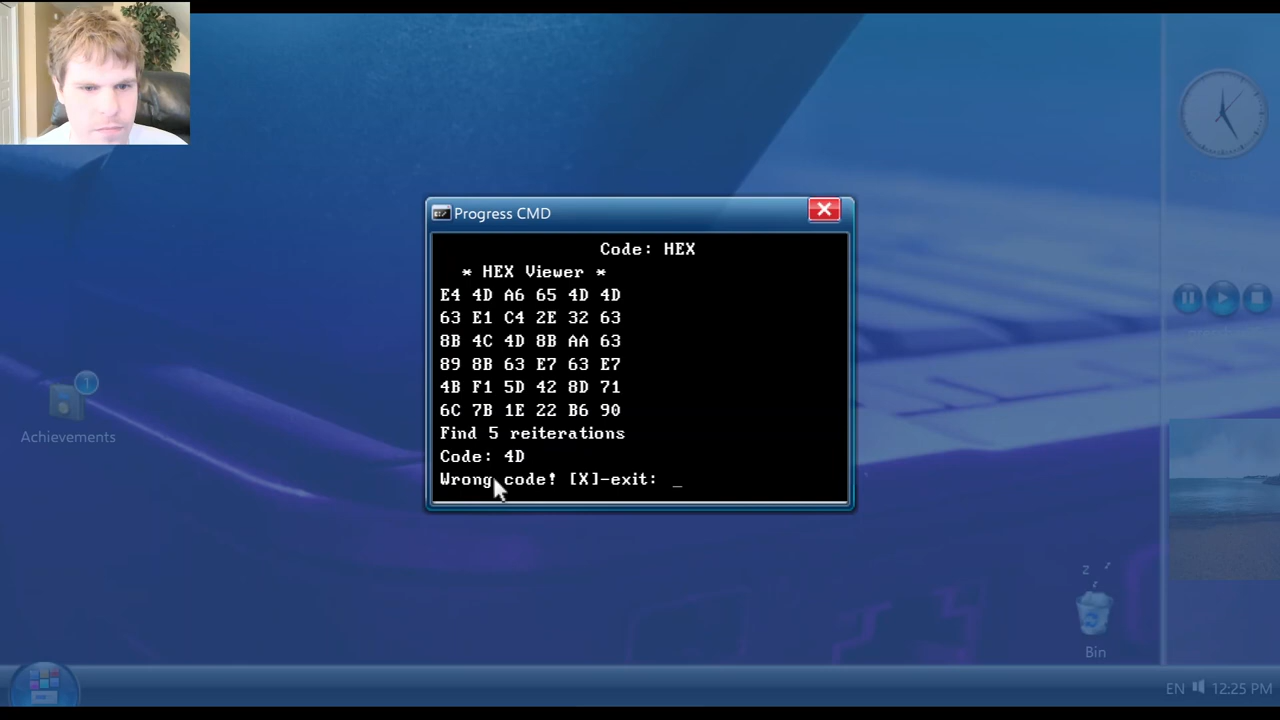 Progress CMD
Code: HEX
* HEX Viewer *
E4 4D A6 65 4D 4D
63 E1 C4 2E 32 63
8B 4C 4D 8B AA 63
89 8B 63 E7 63 E7
4B F1 5D 42 8D 71
6C 7B 1E 22 B6 90
Find 5 reiterations
Code: 4D
Wrong code! [X]-exit: _
1
Achievements
z
Bin
EN 12:25 PM